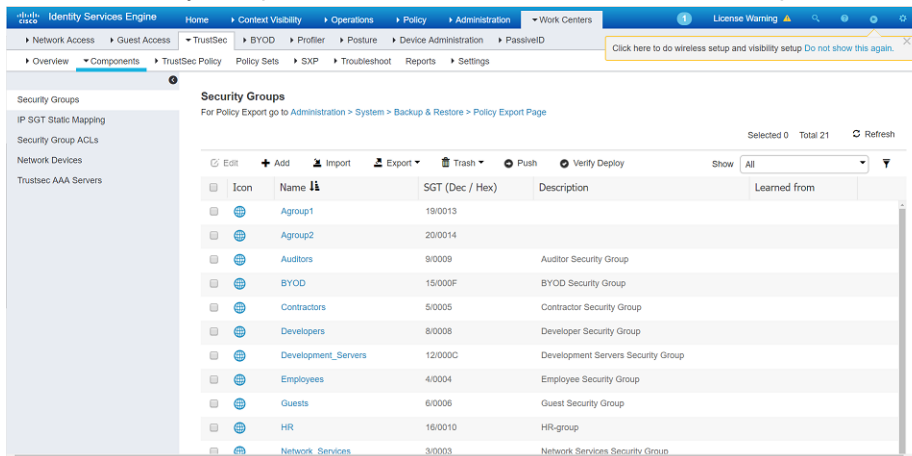 cisco Identity Services Engine Home Context Visibility Operations Policy Administration Work Centers 1 License Warning
Network Access Guest Access TrustSec BYOD Profiler Posture Device Administration PassiveID
Click here to do wireless setup and visibility setup Do not show this again.
Overview Components TrustSec Policy Policy Sets SXP Troubleshoot Reports Settings
Security Groups
IP SGT Static Mapping
Security Group ACLs
Network Devices
Trustsec AAA Servers
Security Groups
For Policy Export go to Administration > System > Backup & Restore > Policy Export Page
Selected 0 Total 21 Refresh
Edit Add Import Export Trash Push Verify Deploy Show All
Icon Name SGT (Dec / Hex) Description Learned from
Agroup1 19/0013
Agroup2 20/0014
Auditors 9/0009 Auditor Security Group
BYOD 15/000F BYOD Security Group
Contractors 5/0005 Contractor Security Group
Developers 8/0008 Developer Security Group
Development_Servers 12/000C Development Servers Security Group
Employees 4/0004 Employee Security Group
Guests 6/0006 Guest Security Group
HR 16/0010 HR-group
Network_Services 3/0003 Network Services Security Group